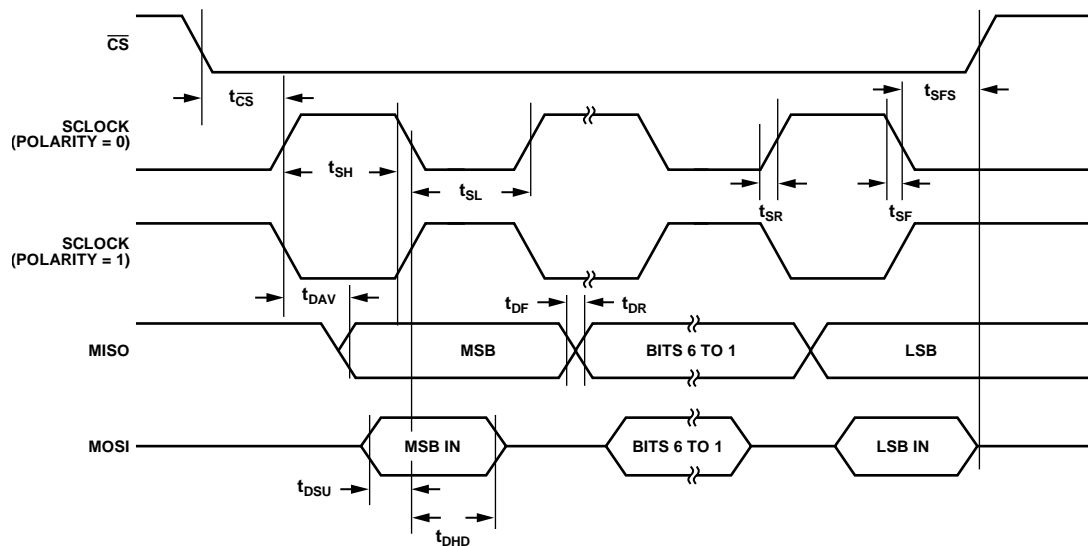 CS
tCS
tSFS
SCLOCK
(POLARITY = 0)
tSH
tSL
tSR
tSF
SCLOCK
(POLARITY = 1)
tDAV
tDF
tDR
MISO
MSB
BITS 6 TO 1
LSB
MOSI
MSB IN
BITS 6 TO 1
LSB IN
tDSU
tDHD